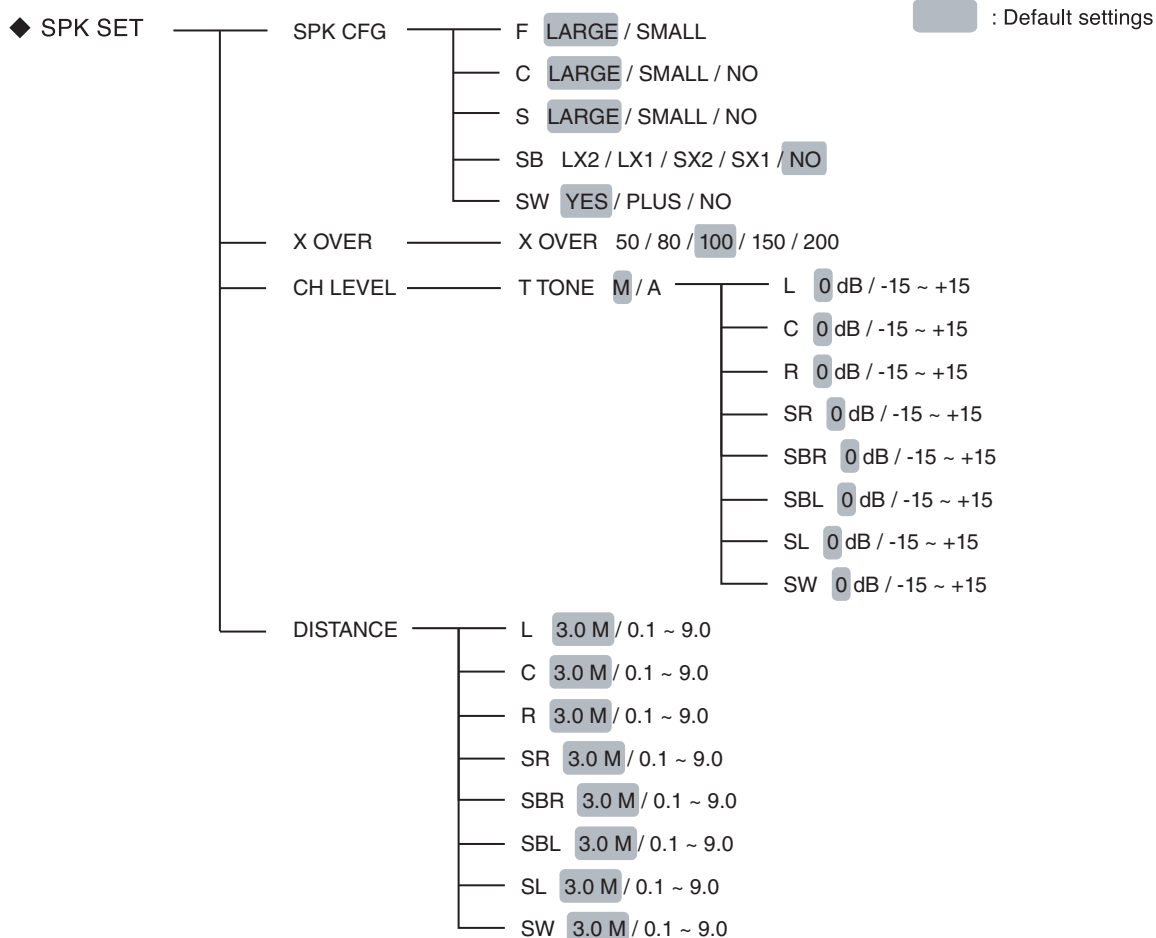 ◆ SPK SET
: Default settings
SPK CFG
F LARGE / SMALL
C LARGE / SMALL / NO
S LARGE / SMALL / NO
SB LX2 / LX1 / SX2 / SX1 / NO
SW YES / PLUS / NO
X OVER
X OVER 50 / 80 / 100 / 150 / 200
CH LEVEL
T TONE M / A
L 0 dB / -15 ~ +15
C 0 dB / -15 ~ +15
R 0 dB / -15 ~ +15
SR 0 dB / -15 ~ +15
SBR 0 dB / -15 ~ +15
SBL 0 dB / -15 ~ +15
SL 0 dB / -15 ~ +15
SW 0 dB / -15 ~ +15
DISTANCE
L 3.0 M / 0.1 ~ 9.0
C 3.0 M / 0.1 ~ 9.0
R 3.0 M / 0.1 ~ 9.0
SR 3.0 M / 0.1 ~ 9.0
SBR 3.0 M / 0.1 ~ 9.0
SBL 3.0 M / 0.1 ~ 9.0
SL 3.0 M / 0.1 ~ 9.0
SW 3.0 M / 0.1 ~ 9.0